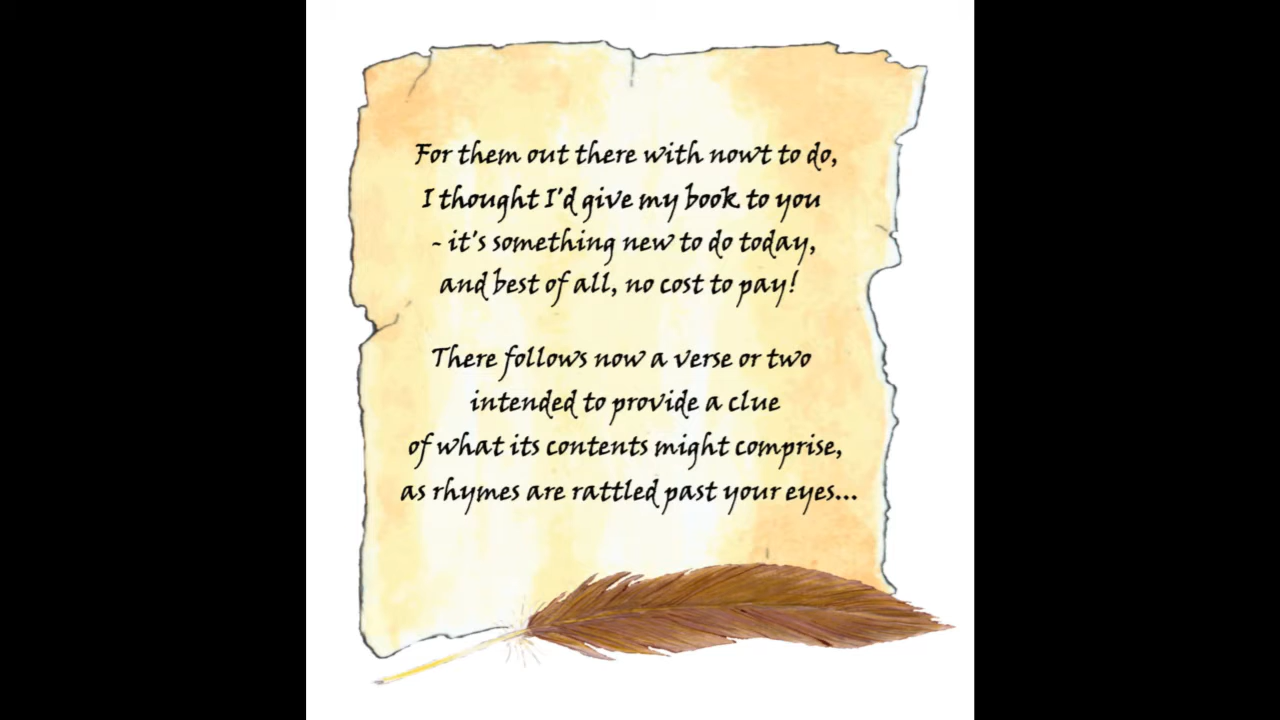 For them out there with nowt to do,
I thought I'd give my book to you
- it's something new to do today,
and best of all, no cost to pay!
There follows now a verse or two
intended to provide a clue
of what its contents might comprise,
as rhymes are rattled past your eyes...